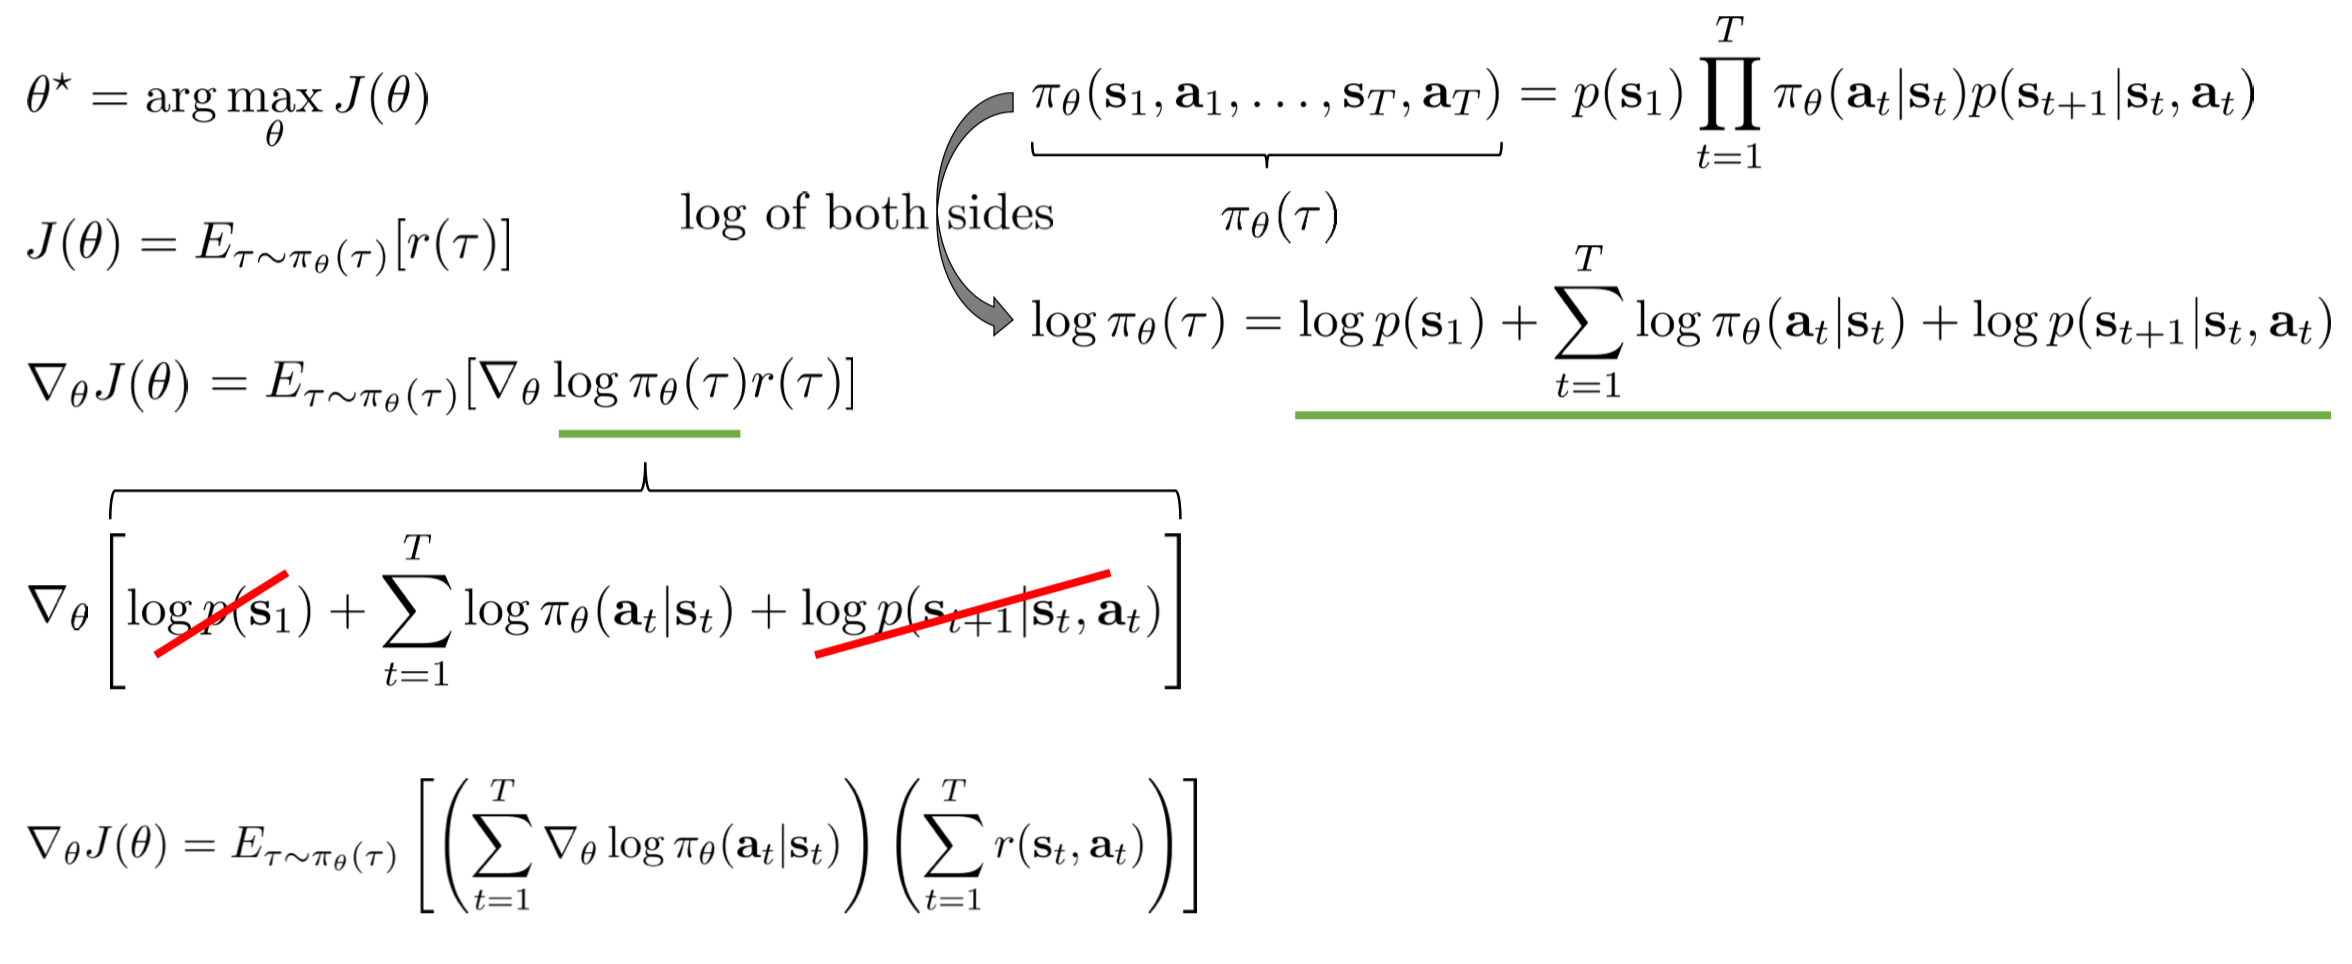 θ⋆ = arg max_θ J(θ)
J(θ) = E_{τ∼π_θ(τ)}[r(τ)]
∇_θ J(θ) = E_{τ∼π_θ(τ)}[∇_θ log π_θ(τ)r(τ)]
π_θ(s_1, a_1, . . . , s_T, a_T) = p(s_1) ∏_{t=1}^{T} π_θ(a_t|s_t)p(s_{t+1}|s_t, a_t)
π_θ(τ)
log of both sides
log π_θ(τ) = log p(s_1) + ∑_{t=1}^{T} log π_θ(a_t|s_t) + log p(s_{t+1}|s_t, a_t)
∇_θ [log p(s_1) + ∑_{t=1}^{T} log π_θ(a_t|s_t) + log p(s_{t+1}|s_t, a_t)]
∇_θ J(θ) = E_{τ∼π_θ(τ)} [(∑_{t=1}^{T} ∇_θ log π_θ(a_t|s_t)) (∑_{t=1}^{T} r(s_t, a_t))]